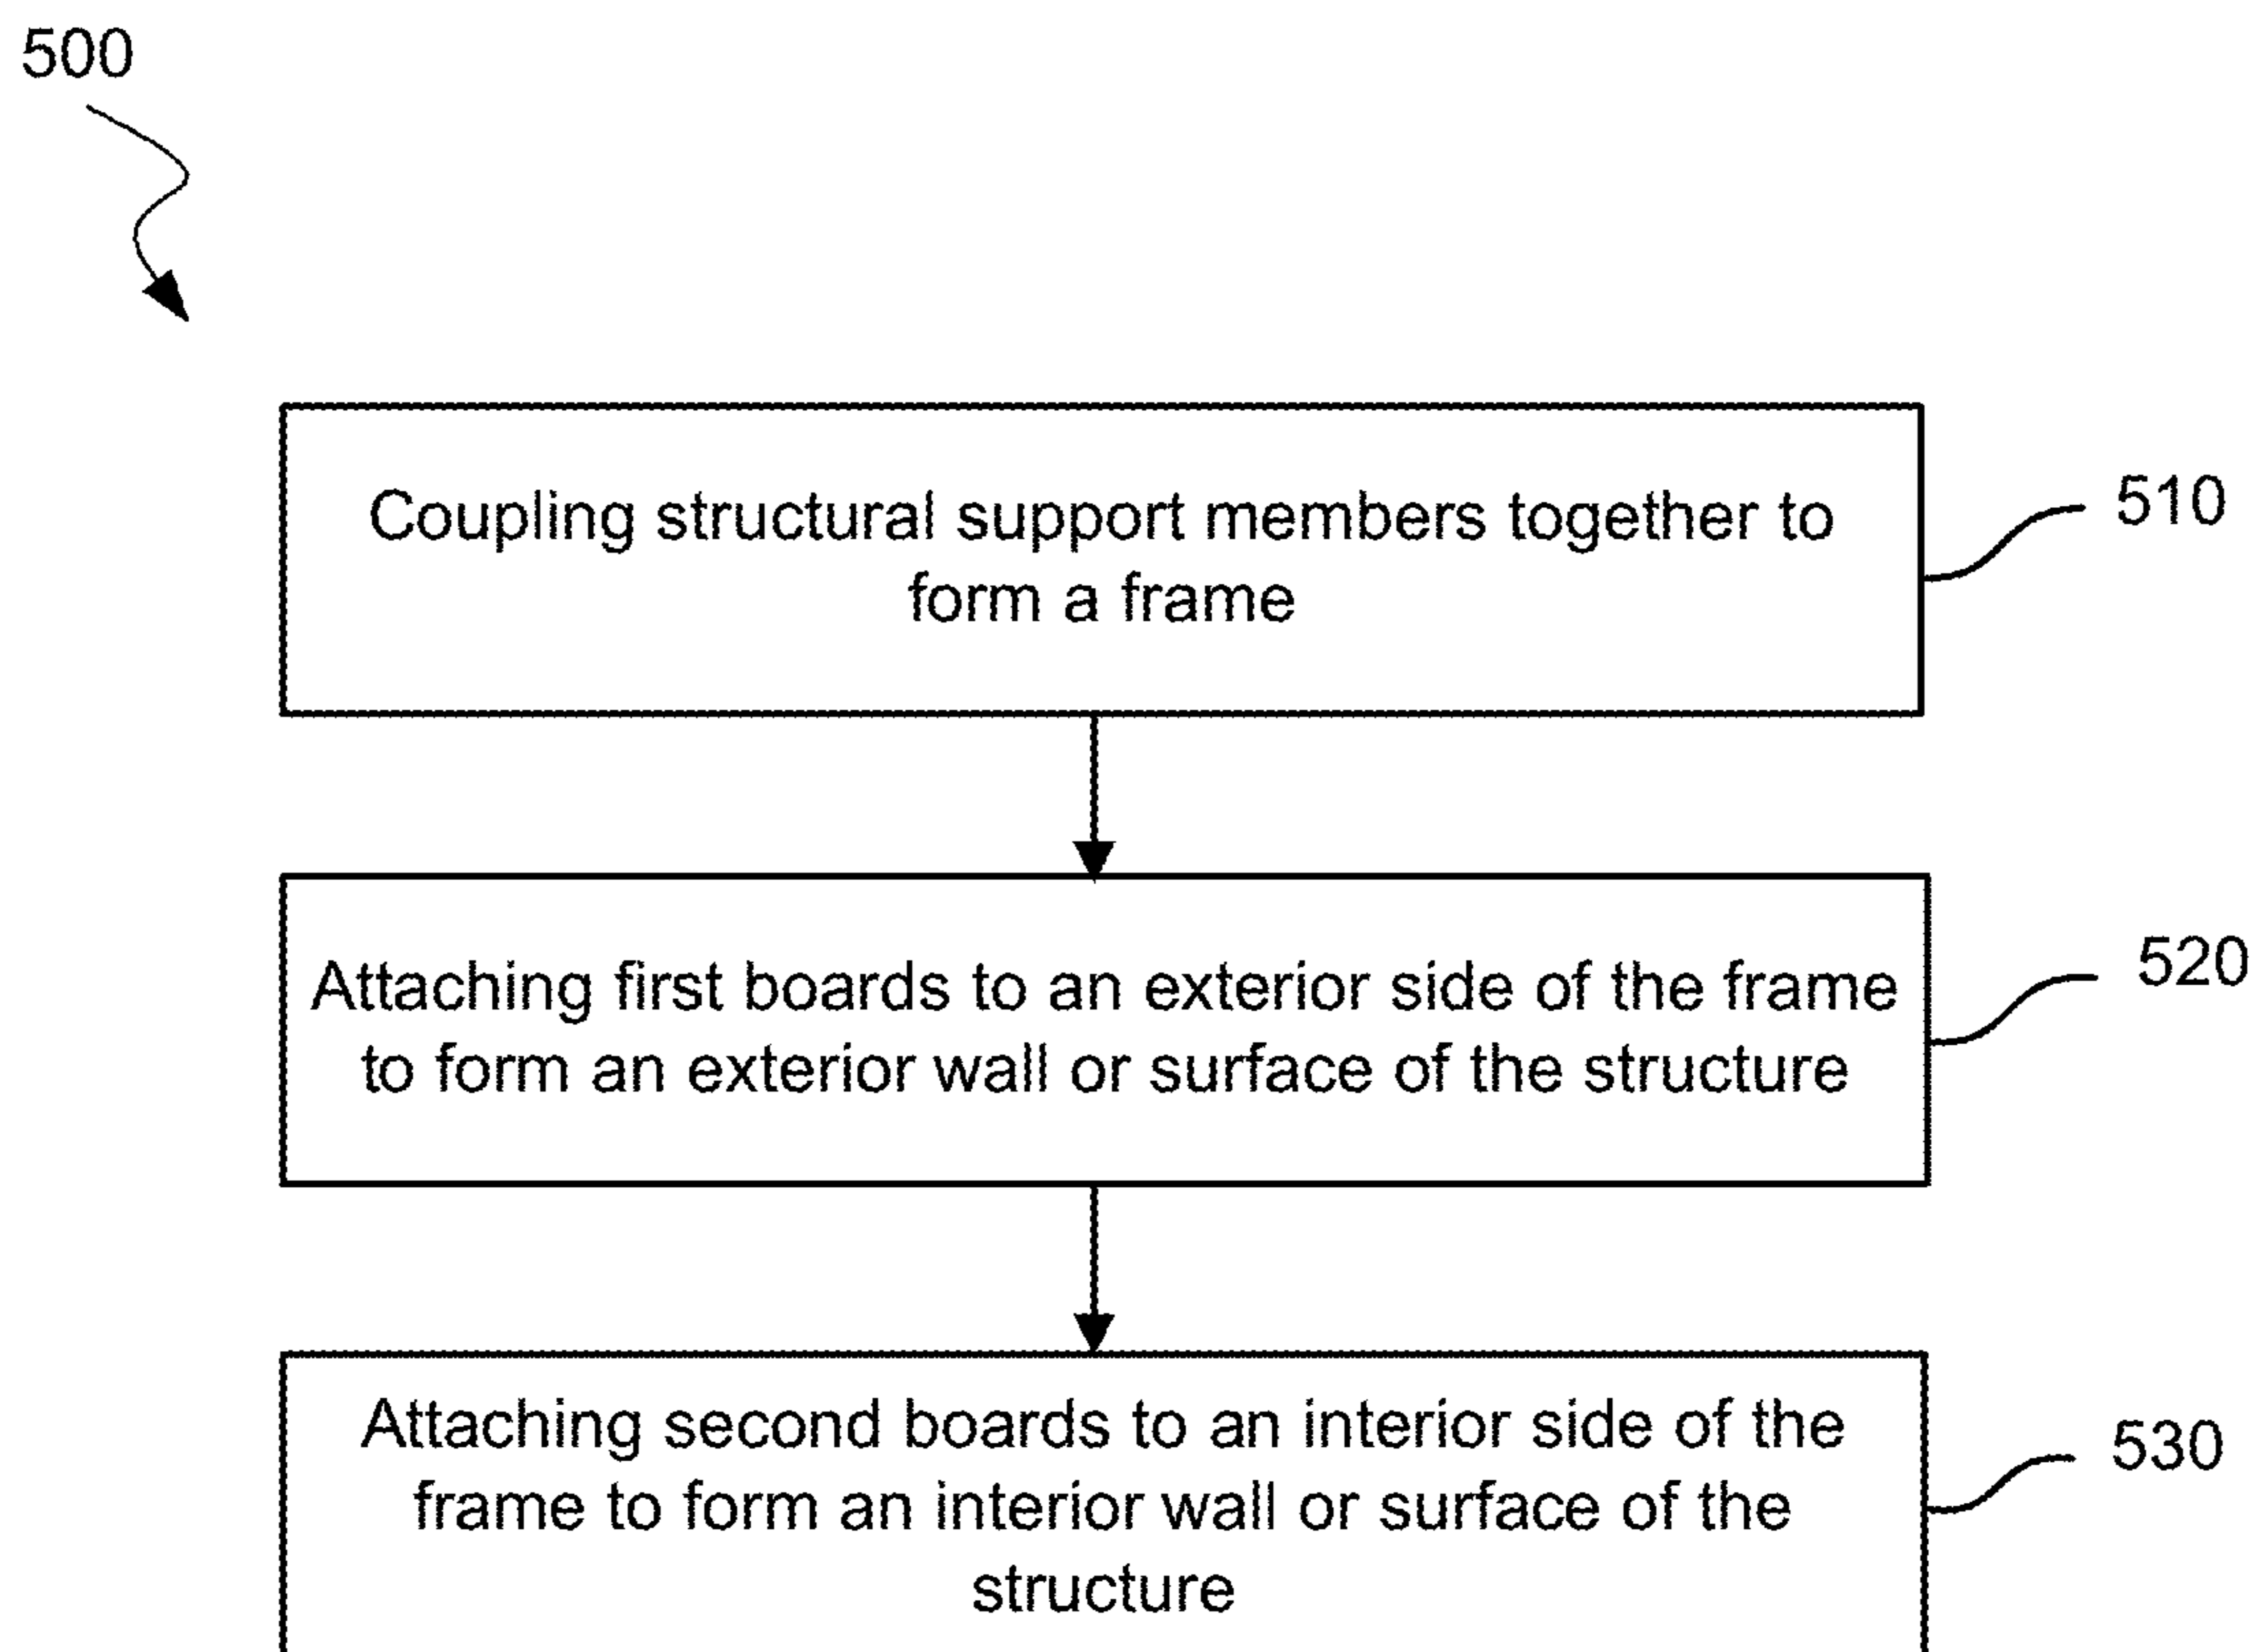 500
Coupling structural support members together to
form a frame
510
Attaching first boards to an exterior side of the frame
to form an exterior wall or surface of the structure
520
Attaching second boards to an interior side of the
frame to form an interior wall or surface of the
structure
530